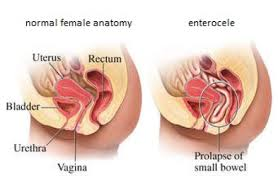 normal female anatomy
enterocele
Uterus
Rectum
Bladder
Urethra
Vagina
Prolapse of
small bowel